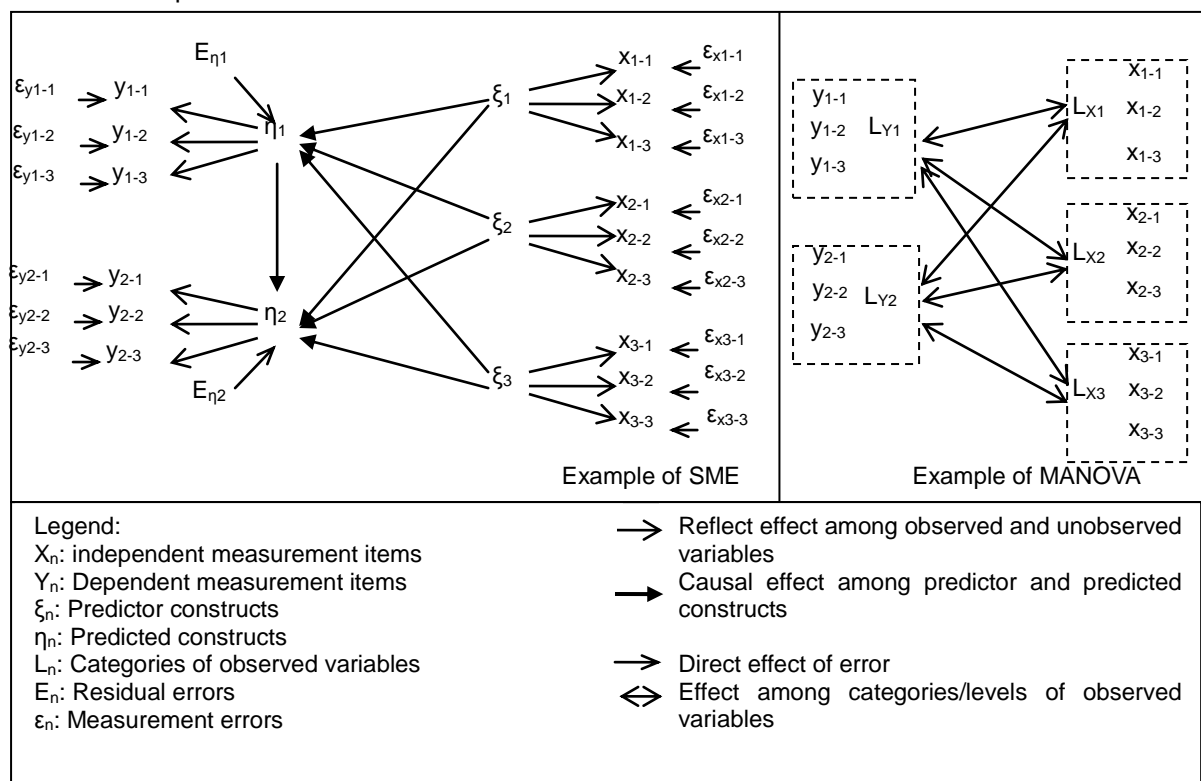 Eη1
εy1-1 y1-1
εy1-2 y1-2
εy1-3 y1-3
η1
εy2-1 y2-1
εy2-2 y2-2
εy2-3 y2-3
η2
Eη2
ξ1
ξ2
ξ3
x1-1 εx1-1
x1-2 εx1-2
x1-3 εx1-3
x2-1 εx2-1
x2-2 εx2-2
x2-3 εx2-3
x3-1 εx3-1
x3-2 εx3-2
x3-3 εx3-3
Example of SME
y1-1
y1-2 LY1
y1-3
y2-1
y2-2 LY2
y2-3
x1-1
LX1 x1-2
x1-3
x2-1
LX2 x2-2
x2-3
x3-1
LX3 x3-2
x3-3
Example of MANOVA
Legend:
Xn: independent measurement items
Yn: Dependent measurement items
ξn: Predictor constructs
ηn: Predicted constructs
Ln: Categories of observed variables
En: Residual errors
εn: Measurement errors
Reflect effect among observed and unobserved
variables
Causal effect among predictor and predicted
constructs
Direct effect of error
Effect among categories/levels of observed
variables